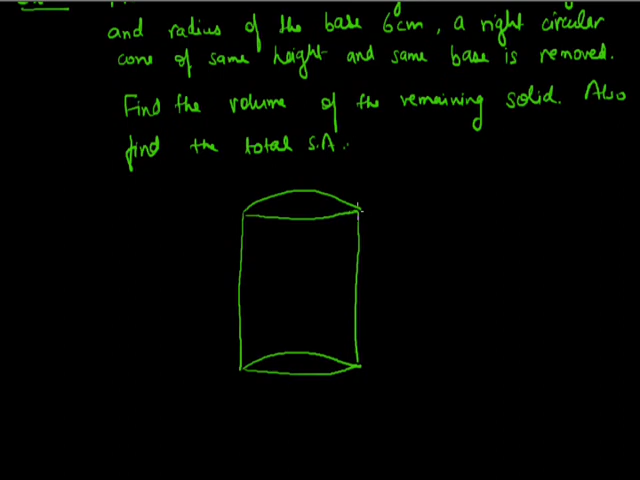 and radius of the base 6cm, a right circular
cone of same height and same base is removed.
Find the volume of the remaining solid. Also
find the total S.A.